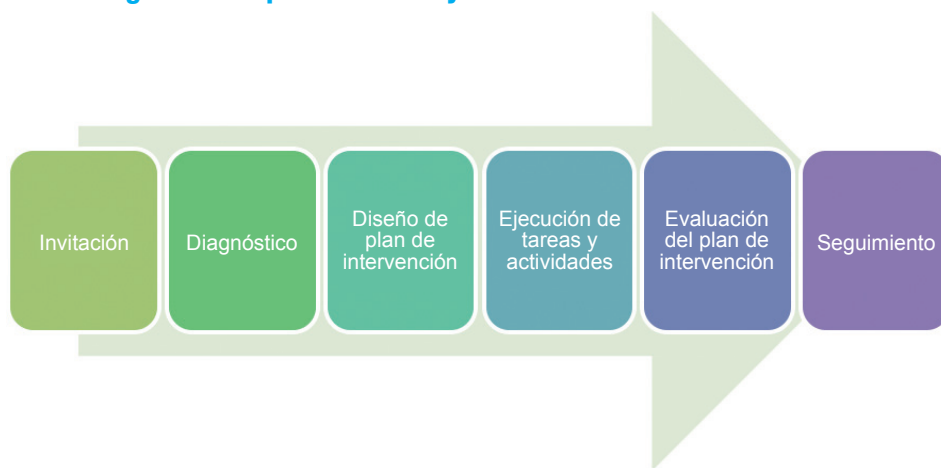 Invitación
Diagnóstico
Diseño de
plan de
intervención
Ejecución de
tareas y
actividades
Evaluación
del plan de
intervención
Seguimiento